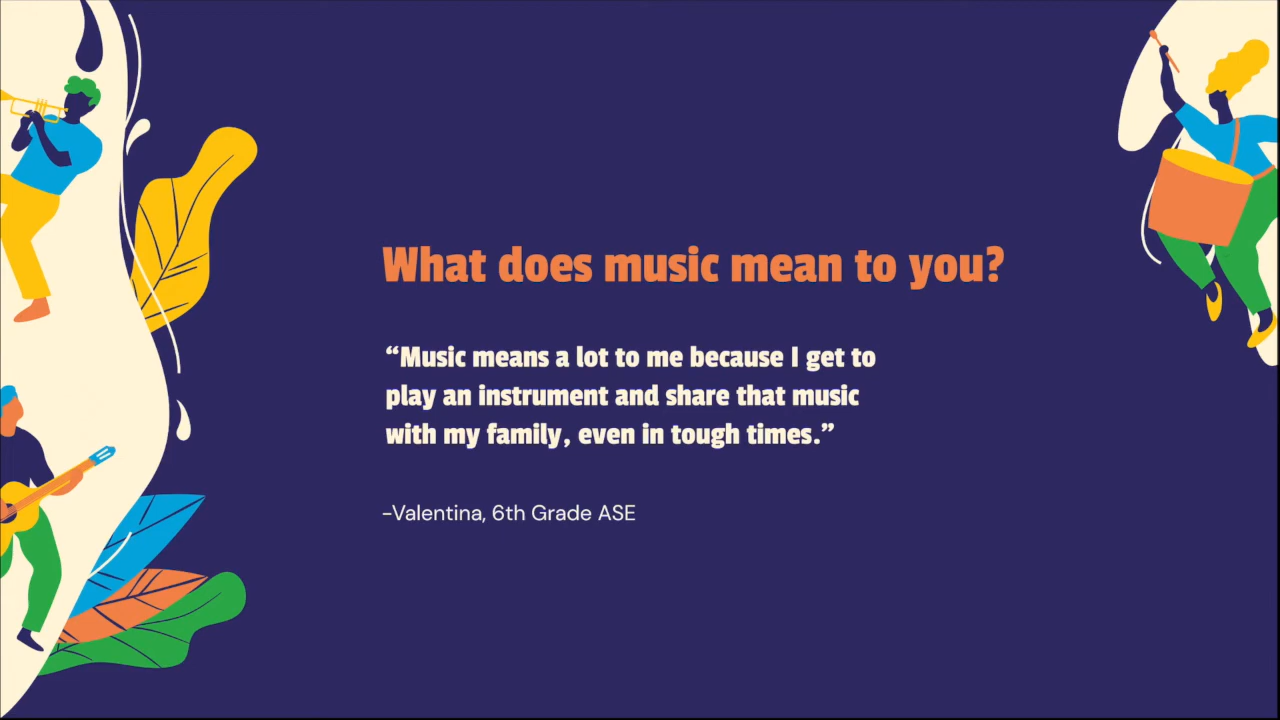 What does music mean to you?
“Music means a lot to me because I get to
play an instrument and share that music
with my family, even in tough times.”
–Valentina, 6th Grade ASE